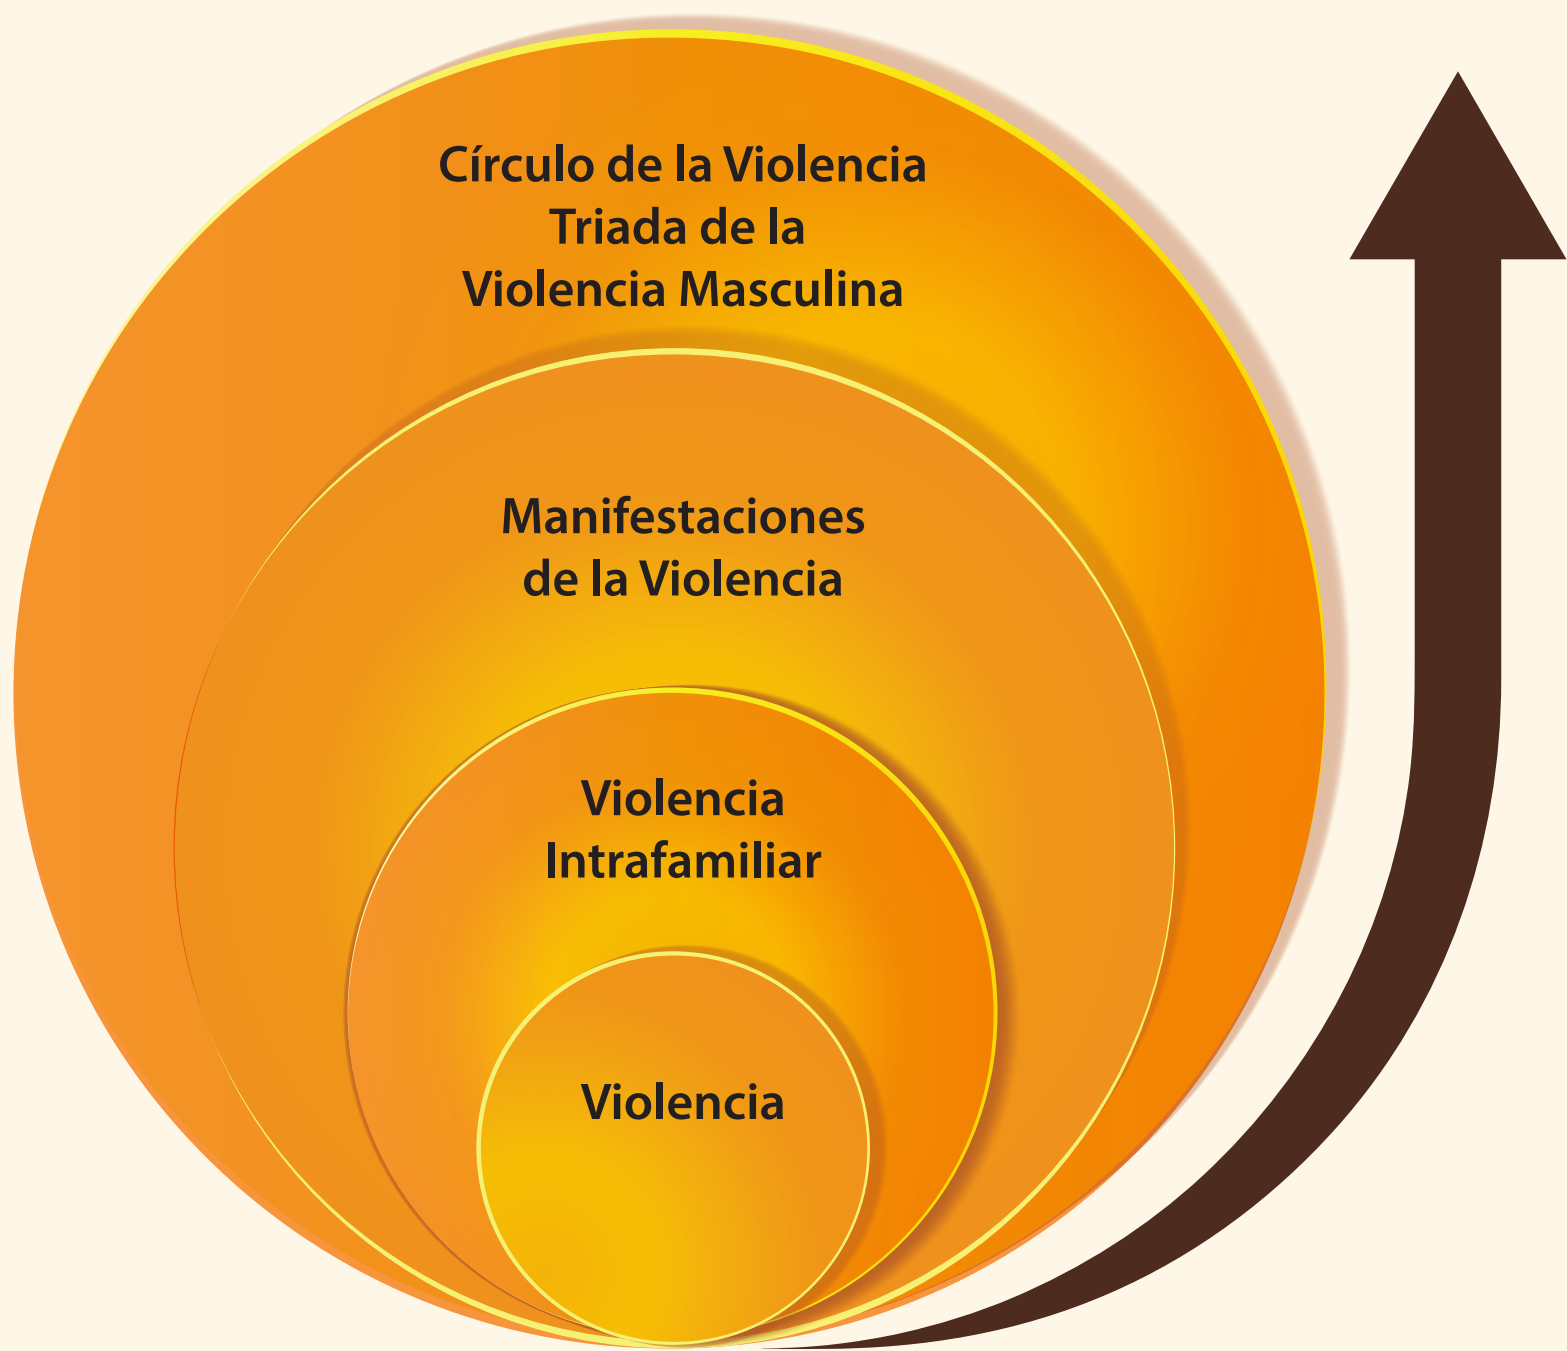 Círculo de la Violencia
Triada de la
Violencia Masculina
Manifestaciones
de la Violencia
Violencia
Intrafamiliar
Violencia